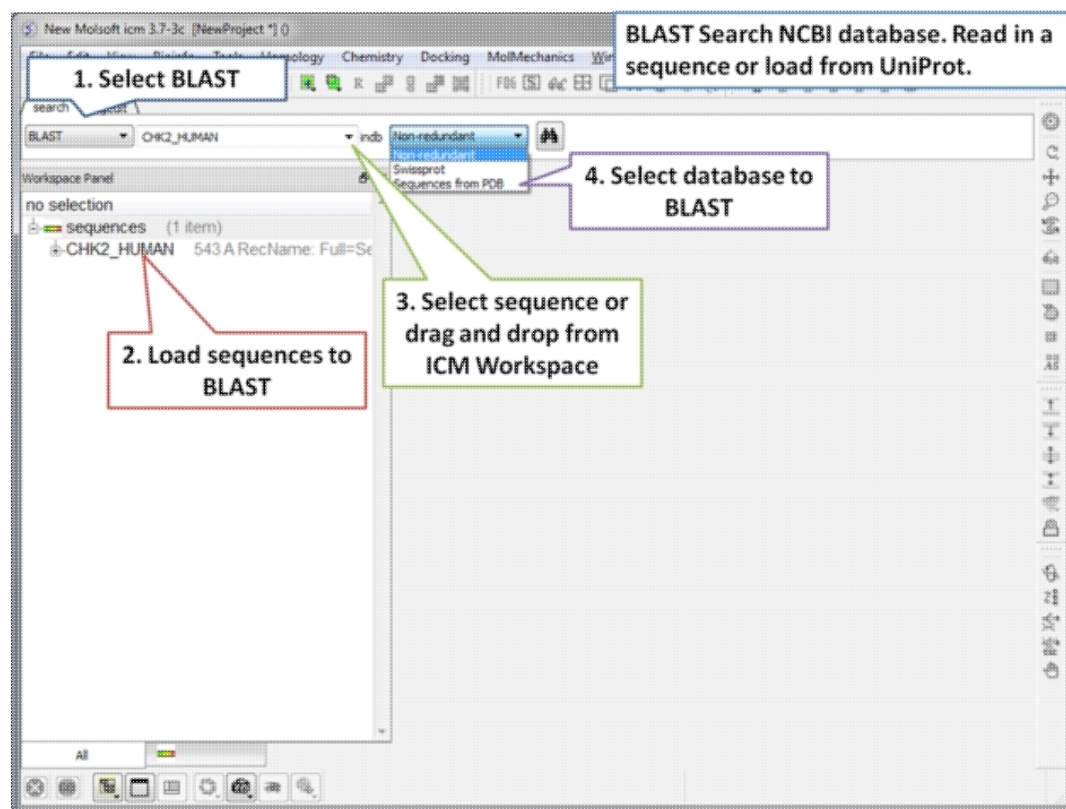 New Molsoft icm 3.7-3c [NewProject *] ()
BLAST Search NCBI database. Read in a
sequence or load from UniProt.
Chemistry Docking MolMechanics
1. Select BLAST
search
BLAST CHK2_HUMAN indb Non-redundant
Non-redundant
Swissprot
Sequences from PDB
4. Select database to
BLAST
Workspace Panel
no selection
sequences (1 item)
CHK2_HUMAN 543 A RecName: Full=Se
3. Select sequence or
drag and drop from
ICM Workspace
2. Load sequences to
BLAST
All